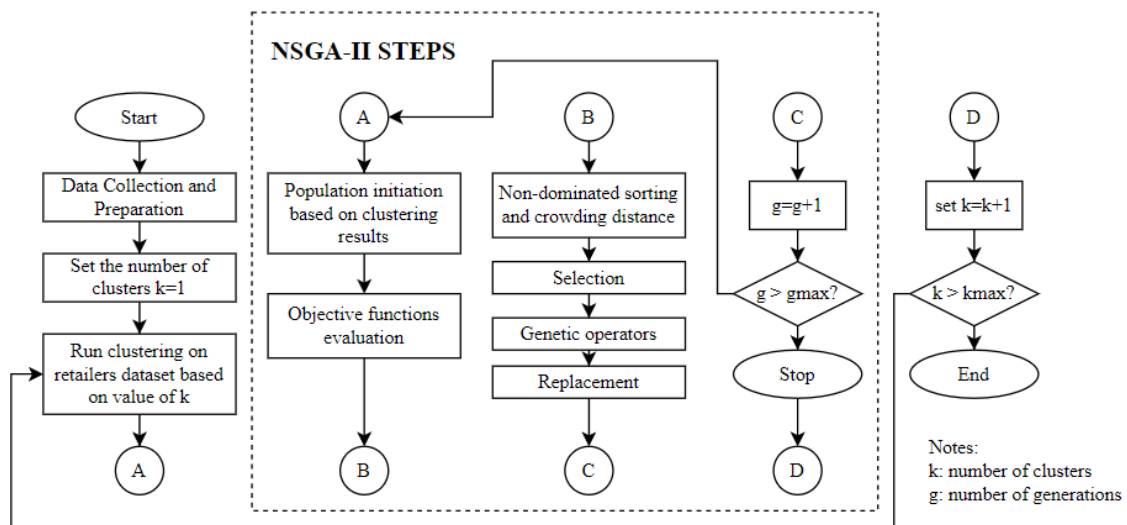 NSGA-II STEPS
Start
Data Collection and
Preparation
Set the number of
clusters k=1
Run clustering on
retailers dataset based
on value of k
A
A
Population initiation
based on clustering
results
Objective functions
evaluation
B
B
Non-dominated sorting
and crowding distance
Selection
Genetic operators
Replacement
C
C
g=g+1
g > gmax?
Stop
D
D
set k=k+1
k > kmax?
End
Notes:
k: number of clusters
g: number of generations